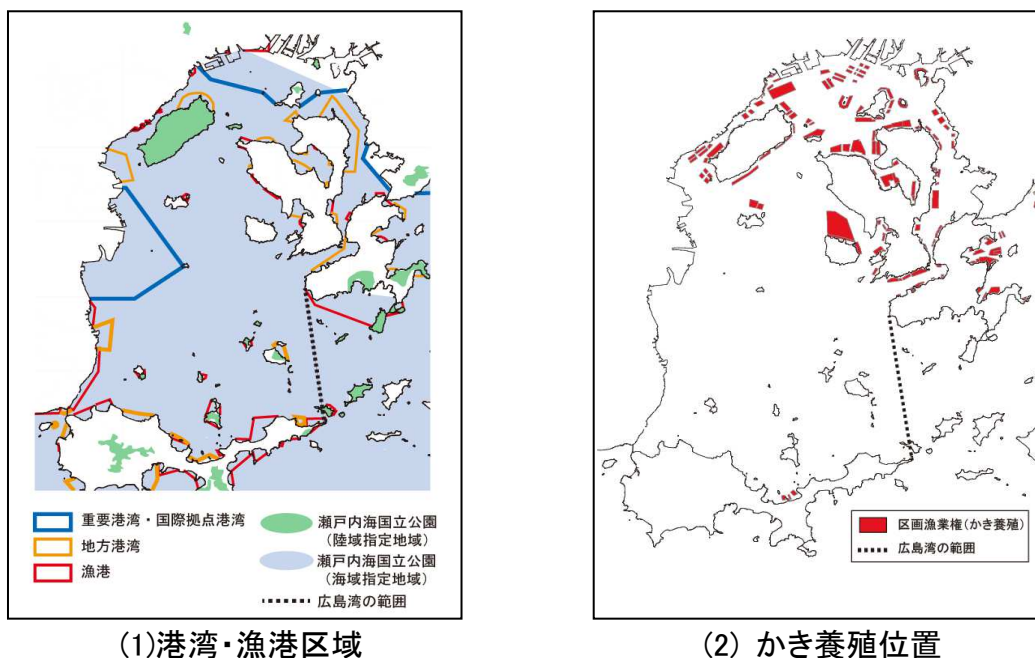 重要港湾・国際拠点港湾
地方港湾
漁港
瀬戸内海国立公園
(陸域指定地域)
瀬戸内海国立公園
(海域指定地域)
広島湾の範囲
(1)港湾・漁港区域
区画漁業権(かき養殖)
広島湾の範囲
(2) かき養殖位置